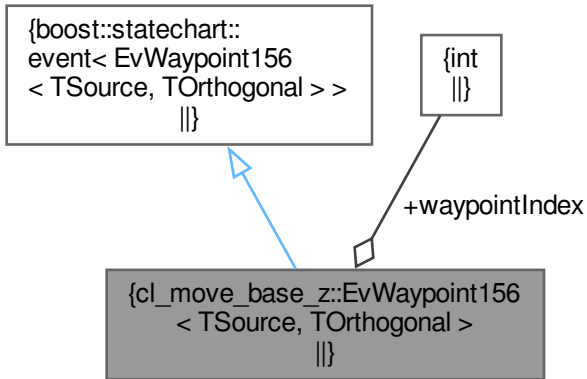 {boost::statechart::
event< EvWaypoint156
< TSource, TOrthogonal > >
||}
{int
||}
+waypointIndex
{cl_move_base_z::EvWaypoint156
< TSource, TOrthogonal >
||}